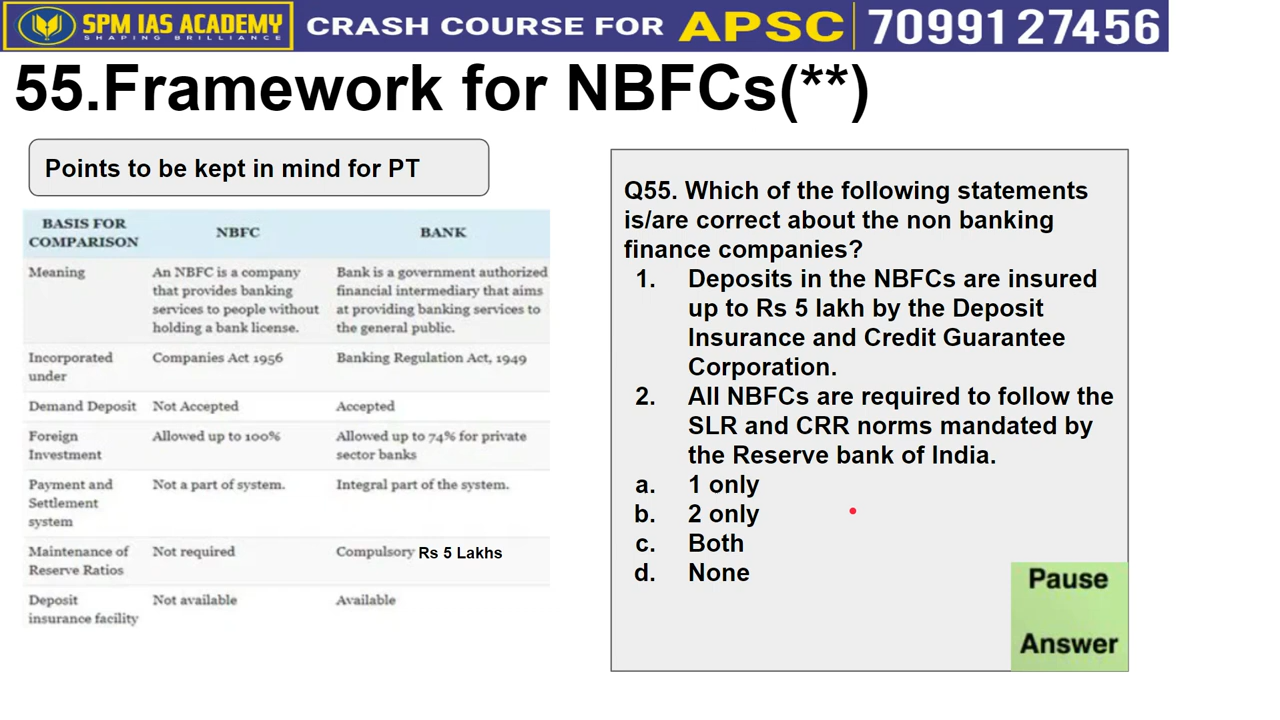 SPM IAS ACADEMY
SHAPING BRILLIANCE
CRASH COURSE FOR APSC 70991 27456
55.Framework for NBFCs(**)
Points to be kept in mind for PT
BASIS FOR COMPARISON NBFC BANK
Meaning
An NBFC is a company
that provides banking
services to people without
holding a bank license.
Bank is a government authorized
financial intermediary that aims
at providing banking services to
the general public.
Incorporated
under
Companies Act 1956
Banking Regulation Act, 1949
Demand Deposit
Not Accepted
Accepted
Foreign
Investment
Allowed up to 100%
Allowed up to 74% for private
sector banks
Payment and
Settlement
system
Not a part of system.
Integral part of the system.
Maintenance of
Reserve Ratios
Not required
Compulsory Rs 5 Lakhs
Deposit
insurance facility
Not available
Available
Q55. Which of the following statements
is/are correct about the non banking
finance companies?
1. Deposits in the NBFCs are insured
up to Rs 5 lakh by the Deposit
Insurance and Credit Guarantee
Corporation.
2. All NBFCs are required to follow the
SLR and CRR norms mandated by
the Reserve bank of India.
a. 1 only
b. 2 only
c. Both
d. None
Pause
Answer